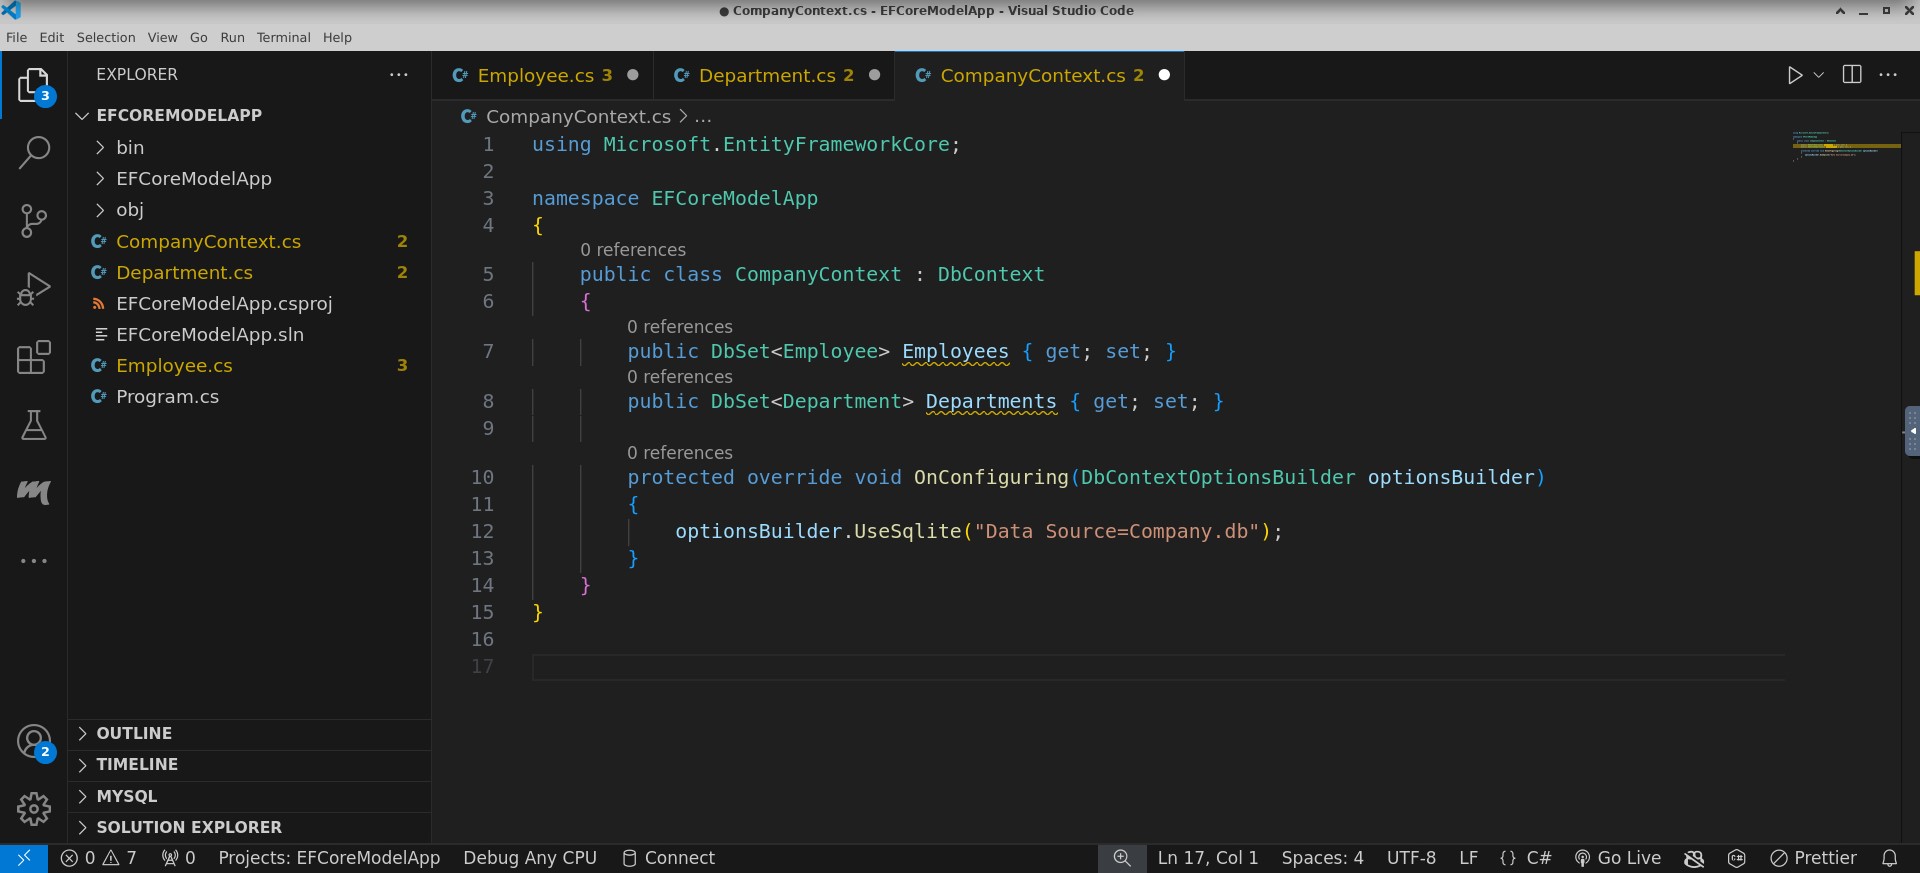 ● CompanyContext.cs - EFCoreModelApp - Visual Studio Code
File Edit Selection View Go Run Terminal Help
EXPLORER
EFCOREMODELAPP
bin
EFCoreModelApp
obj
CompanyContext.cs 2
Department.cs 2
EFCoreModelApp.csproj
EFCoreModelApp.sln
Employee.cs 3
Program.cs
OUTLINE
TIMELINE
MYSQL
SOLUTION EXPLORER
3
2
Employee.cs 3
Department.cs 2
CompanyContext.cs 2
CompanyContext.cs > ...
1 using Microsoft.EntityFrameworkCore;
2
3 namespace EFCoreModelApp
4 {
0 references
5 public class CompanyContext : DbContext
6 {
0 references
7 public DbSet<Employee> Employees { get; set; }
0 references
8 public DbSet<Department> Departments { get; set; }
9
0 references
10 protected override void OnConfiguring(DbContextOptionsBuilder optionsBuilder)
11 {
12 optionsBuilder.UseSqlite("Data Source=Company.db");
13 }
14 }
15 }
16
17
0 7 0 Projects: EFCoreModelApp Debug Any CPU Connect Ln 17, Col 1 Spaces: 4 UTF-8 LF {} C# Go Live Prettier